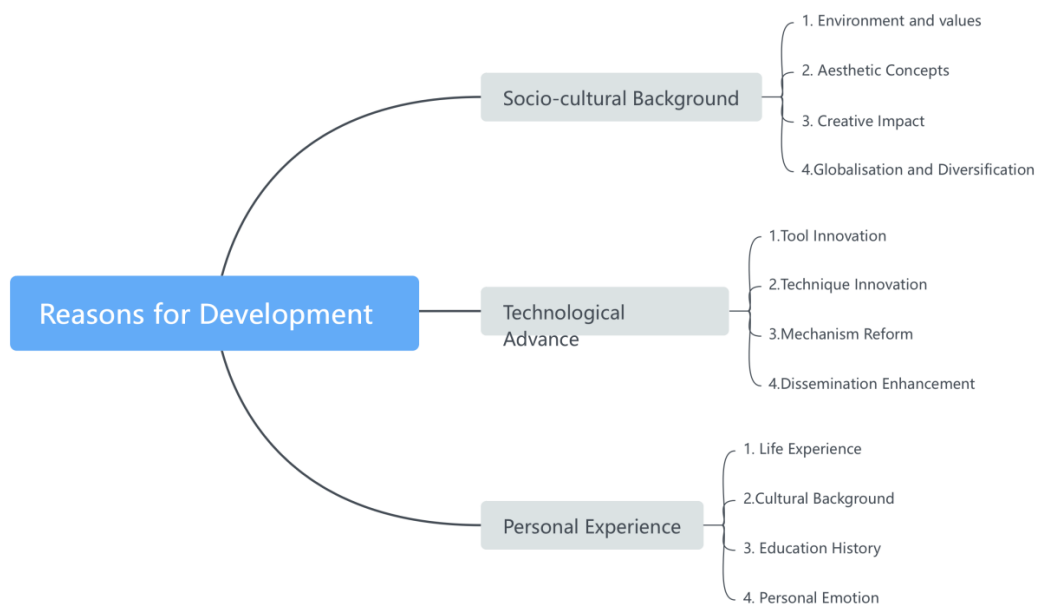 Reasons for Development
Socio-cultural Background
1. Environment and values
2. Aesthetic Concepts
3. Creative Impact
4.Globalisation and Diversification
Technological
Advance
1.Tool Innovation
2.Technique Innovation
3.Mechanism Reform
4.Dissemination Enhancement
Personal Experience
1. Life Experience
2.Cultural Background
3. Education History
4. Personal Emotion